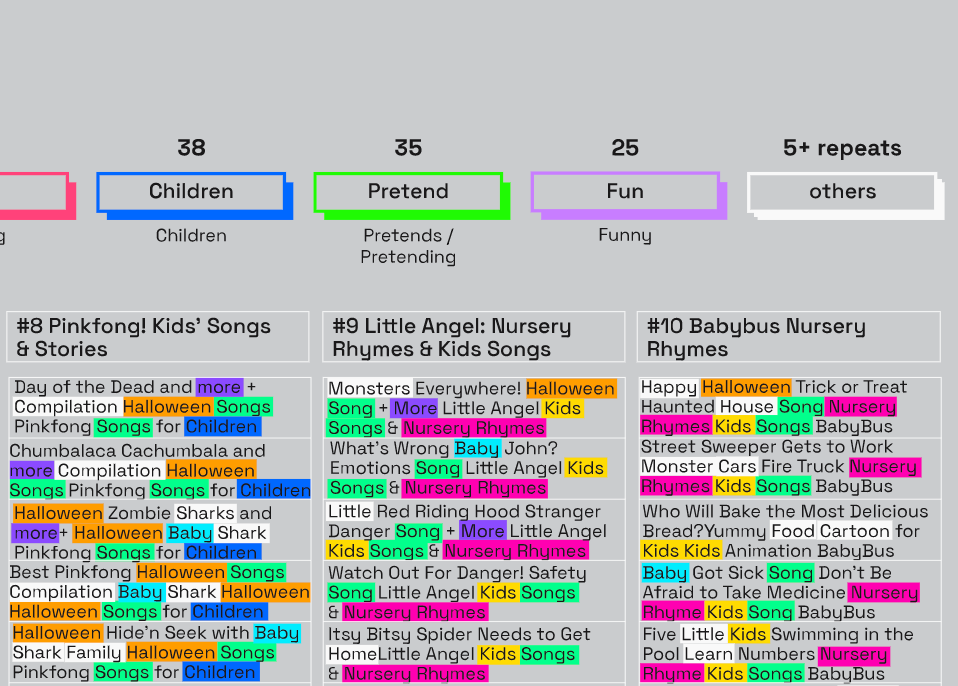 38
35
25
5+ repeats
Children
Pretend
Fun
others
g
Children
Pretends /
Pretending
Funny
#8 Pinkfong! Kids' Songs
& Stories
Day of the Dead and more +
Compilation Halloween Songs
Pinkfong Songs for Children
Chumbalaca Cachumbala and
more Compilation Halloween
Songs Pinkfong Songs for Children
Halloween Zombie Sharks and
more+ Halloween Baby Shark
Pinkfong Songs for Children
Best Pinkfong Halloween Songs
Compilation Baby Shark Halloween
Halloween Songs for Children
Halloween Hide'n Seek with Baby
Shark Family Halloween Songs
Pinkfong Songs for Children
#9 Little Angel: Nursery
Rhymes & Kids Songs
Monsters Everywhere! Halloween
Song + More Little Angel Kids
Songs & Nursery Rhymes
What's Wrong Baby John?
Emotions Song Little Angel Kids
Songs & Nursery Rhymes
Little Red Riding Hood Stranger
Danger Song + More Little Angel
Kids Songs & Nursery Rhymes
Watch Out For Danger! Safety
Song Little Angel Kids Songs
& Nursery Rhymes
Itsy Bitsy Spider Needs to Get
HomeLittle Angel Kids Songs
& Nursery Rhymes
#10 Babybus Nursery
Rhymes
Happy Halloween Trick or Treat
Haunted House Song Nursery
Rhymes Kids Songs BabyBus
Street Sweeper Gets to Work
Monster Cars Fire Truck Nursery
Rhymes Kids Songs BabyBus
Who Will Bake the Most Delicious
Bread?Yummy Food Cartoon for
Kids Kids Animation BabyBus
Baby Got Sick Song Don't Be
Afraid to Take Medicine Nursery
Rhyme Kids Song BabyBus
Five Little Kids Swimming in the
Pool Learn Numbers Nursery
Rhyme Kids Songs BabyBus